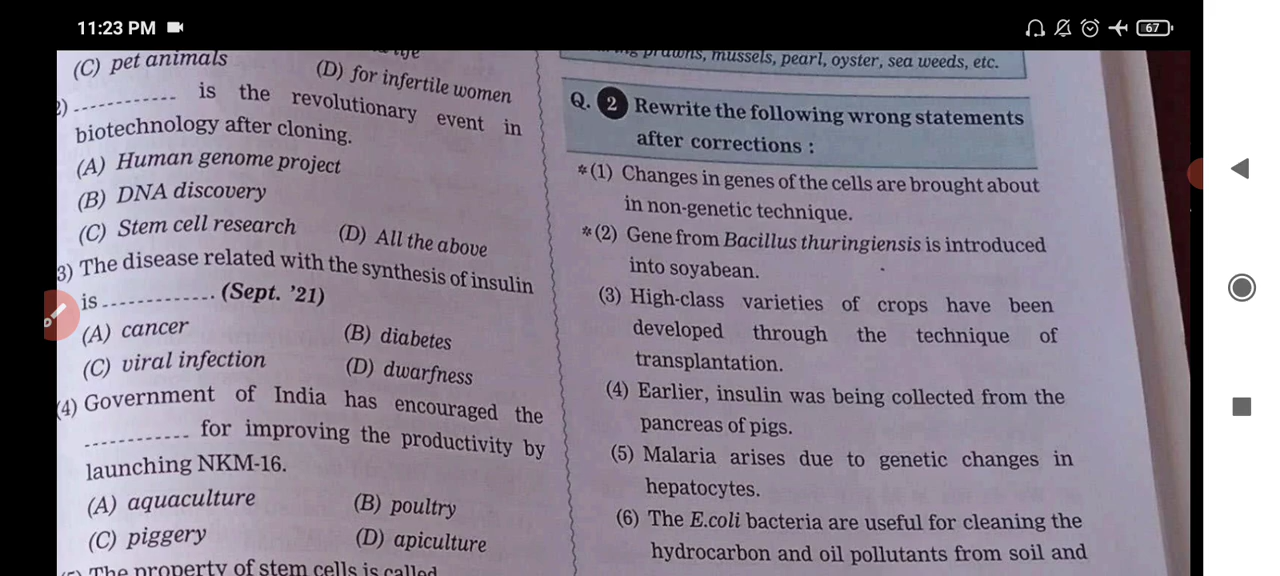 11:23 PM
67
(C) pet animals
(D) for infertile women
is the revolutionary event in
biotechnology after cloning.
(A) Human genome project
(B) DNA discovery
(C) Stem cell research (D) All the above
3) The disease related with the synthesis of insulin
is ------------. (Sept. '21)
(A) cancer (B) diabetes
(C) viral infection (D) dwarfness
(4) Government of India has encouraged the
------------ for improving the productivity by
launching NKM-16.
(A) aquaculture (B) poultry
(C) piggery (D) apiculture
The property of stem cells is called
prawns, mussels, pearl, oyster, sea weeds, etc.
Q. 2 Rewrite the following wrong statements
after corrections :
*(1) Changes in genes of the cells are brought about
in non-genetic technique.
*(2) Gene from Bacillus thuringiensis is introduced
into soyabean.
(3) High-class varieties of crops have been
developed through the technique of
transplantation.
(4) Earlier, insulin was being collected from the
pancreas of pigs.
(5) Malaria arises due to genetic changes in
hepatocytes.
(6) The E.coli bacteria are useful for cleaning the
hydrocarbon and oil pollutants from soil and